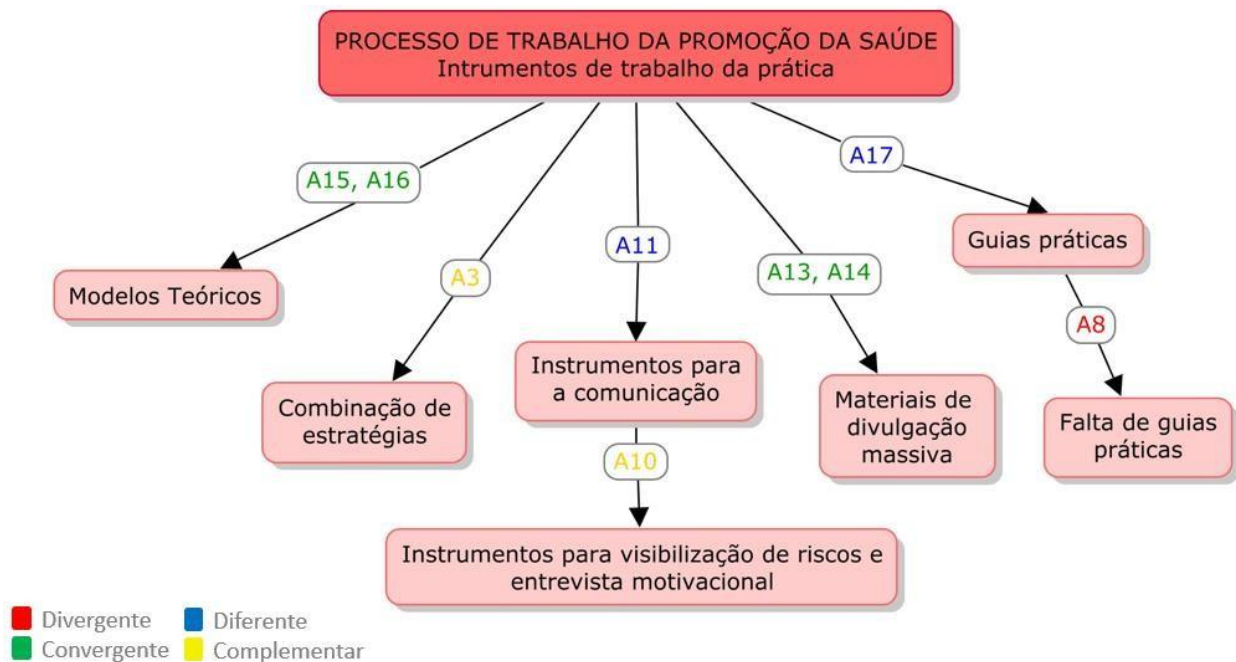 PROCESSO DE TRABALHO DA PROMOÇÃO DA SAÚDE
Intrumentos de trabalho da prática
A17
A15, A16
Guias práticas
A11
A3
A13, A14
Modelos Teóricos
A8
Instrumentos para
a comunicação
Combinação de
estratégias
Materiais de
divulgação
massiva
Falta de guias
práticas
A10
Instrumentos para visibilização de riscos e
entrevista motivacional
Divergente
Diferente
Convergente
Complementar